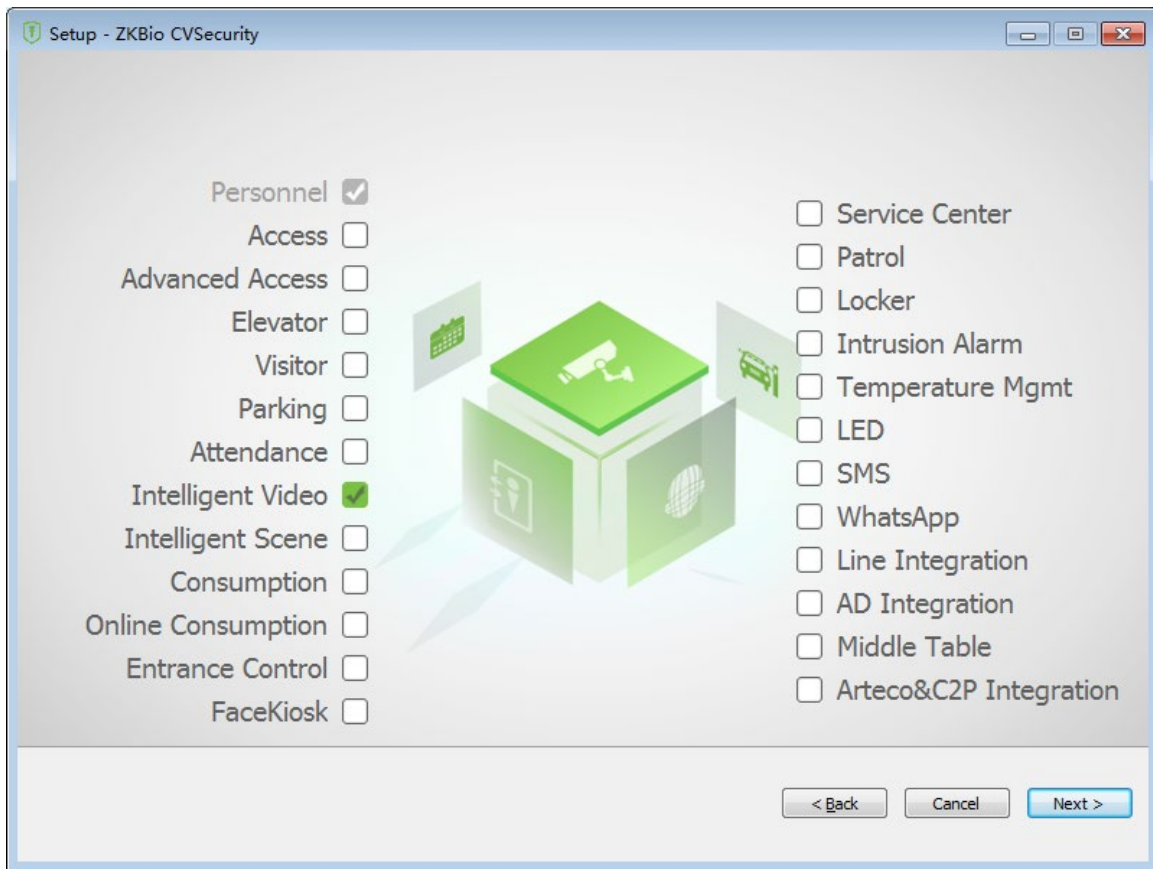 Setup - ZKBio CVSecurity
Personnel
Access
Advanced Access
Elevator
Visitor
Parking
Attendance
Intelligent Video
Intelligent Scene
Consumption
Online Consumption
Entrance Control
FaceKiosk
Service Center
Patrol
Locker
Intrusion Alarm
Temperature Mgmt
LED
SMS
WhatsApp
Line Integration
AD Integration
Middle Table
Arteco&C2P Integration
< Back
Cancel
Next >